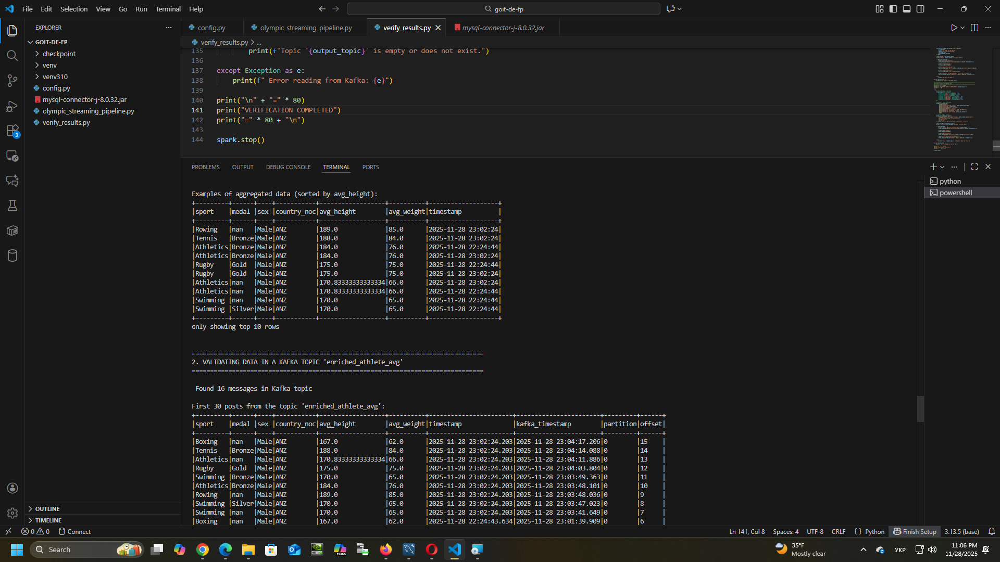 File Edit Selection View Go Run Terminal Help
goit-de-fp
EXPLORER
GOIT-DE-FP
checkpoint
venv
venv310
config.py
mysql-connector-j-8.0.32.jar
olympic_streaming_pipeline.py
verify_results.py
OUTLINE
TIMELINE
3
config.py olympic_streaming_pipeline.py verify_results.py mysql-connector-j-8.0.32.jar
verify_results.py > ...
135 print(f"Topic '{output_topic}' is empty or does not exist.")
136
137 except Exception as e:
138 print(f" Error reading from Kafka: {e}")
139
140 print("\n" + "=" * 80)
141 print("VERIFICATION COMPLETED")
142 print("=" * 80 + "\n")
143
144 spark.stop()
PROBLEMS OUTPUT DEBUG CONSOLE TERMINAL PORTS
python
powershell
Examples of aggregated data (sorted by avg_height):
+---------+------+----+-----------+------------------+----------+-------------------+
|sport    |medal |sex |country_noc|avg_height        |avg_weight|timestamp          |
+---------+------+----+-----------+------------------+----------+-------------------+
|Rowing   |nan   |Male|ANZ        |189.0             |85.0      |2025-11-28 23:02:24|
|Tennis   |Bronze|Male|ANZ        |188.0             |84.0      |2025-11-28 23:02:24|
|Athletics|Bronze|Male|ANZ        |184.0             |76.0      |2025-11-28 22:24:44|
|Athletics|Bronze|Male|ANZ        |184.0             |76.0      |2025-11-28 23:02:24|
|Rugby    |Gold  |Male|ANZ        |175.0             |75.0      |2025-11-28 22:24:44|
|Rugby    |Gold  |Male|ANZ        |175.0             |75.0      |2025-11-28 23:02:24|
|Athletics|nan   |Male|ANZ        |170.83333333333334|66.0      |2025-11-28 23:02:24|
|Athletics|nan   |Male|ANZ        |170.83333333333334|66.0      |2025-11-28 22:24:44|
|Swimming |nan   |Male|ANZ        |170.0             |65.0      |2025-11-28 22:24:44|
|Swimming |Silver|Male|ANZ        |170.0             |65.0      |2025-11-28 22:24:44|
+---------+------+----+-----------+------------------+----------+-------------------+
only showing top 10 rows
================================================================================
2. VALIDATING DATA IN A KAFKA TOPIC 'enriched_athlete_avg'
================================================================================
Found 16 messages in Kafka topic
First 30 posts from the topic 'enriched_athlete_avg':
+---------+------+----+-----------+------------------+----------+-----------------------+-----------------------+---------+------+
|sport    |medal |sex |country_noc|avg_height        |avg_weight|timestamp              |kafka_timestamp        |partition|offset|
+---------+------+----+-----------+------------------+----------+-----------------------+-----------------------+---------+------+
|Boxing   |nan   |Male|ANZ        |167.0             |62.0      |2025-11-28 23:02:24.203|2025-11-28 23:04:17.206|0        |15    |
|Tennis   |Bronze|Male|ANZ        |188.0             |84.0      |2025-11-28 23:02:24.203|2025-11-28 23:04:14.088|0        |14    |
|Athletics|nan   |Male|ANZ        |170.83333333333334|66.0      |2025-11-28 23:02:24.203|2025-11-28 23:04:11.886|0        |13    |
|Rugby    |Gold  |Male|ANZ        |175.0             |75.0      |2025-11-28 23:02:24.203|2025-11-28 23:04:03.804|0        |12    |
|Swimming |Bronze|Male|ANZ        |170.0             |65.0      |2025-11-28 23:02:24.203|2025-11-28 23:03:49.363|0        |11    |
|Athletics|Bronze|Male|ANZ        |184.0             |76.0      |2025-11-28 23:02:24.203|2025-11-28 23:03:48.101|0        |10    |
|Rowing   |nan   |Male|ANZ        |189.0             |85.0      |2025-11-28 23:02:24.203|2025-11-28 23:03:48.036|0        |9     |
|Swimming |Silver|Male|ANZ        |170.0             |65.0      |2025-11-28 23:02:24.203|2025-11-28 23:03:47.023|0        |8     |
|Swimming |nan   |Male|ANZ        |170.0             |65.0      |2025-11-28 23:02:24.203|2025-11-28 23:03:41.649|0        |7     |
|Boxing   |nan   |Male|ANZ        |167.0             |62.0      |2025-11-28 22:24:43.634|2025-11-28 23:01:39.909|0        |6     |
0 0 Connect
Ln 141, Col 8 Spaces: 4 UTF-8 CRLF { } Python Finish Setup 3.13.5 (base)
Search
M365
35°F
Mostly clear
УКР
11:06 PM
11/28/2025